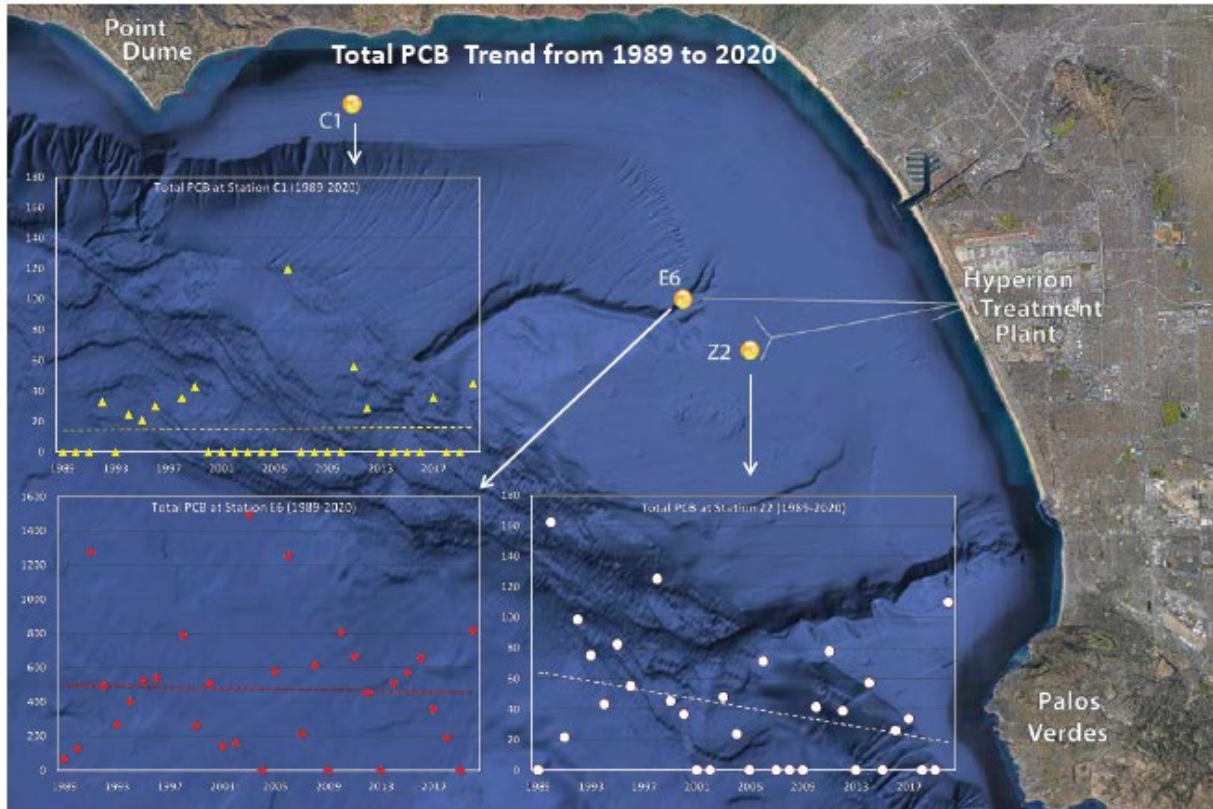 Point
Dume
Total PCB Trend from 1989 to 2020
C1
Total PCB at Station C1 (1989-2020)
180
160
140
120
100
80
60
40
20
0
1989 1993 1997 2001 2005 2009 2013 2017
E6
Z2
Hyperion
Treatment
Plant
Total PCB at Station E6 (1989-2020)
1600
1400
1200
1000
800
600
400
200
0
1989 1993 1997 2001 2005 2009 2013 2017
Total PCB at Station Z2 (1989-2020)
180
160
140
120
100
80
60
40
20
0
1989 1993 1997 2001 2005 2009 2013 2017
Palos
Verdes